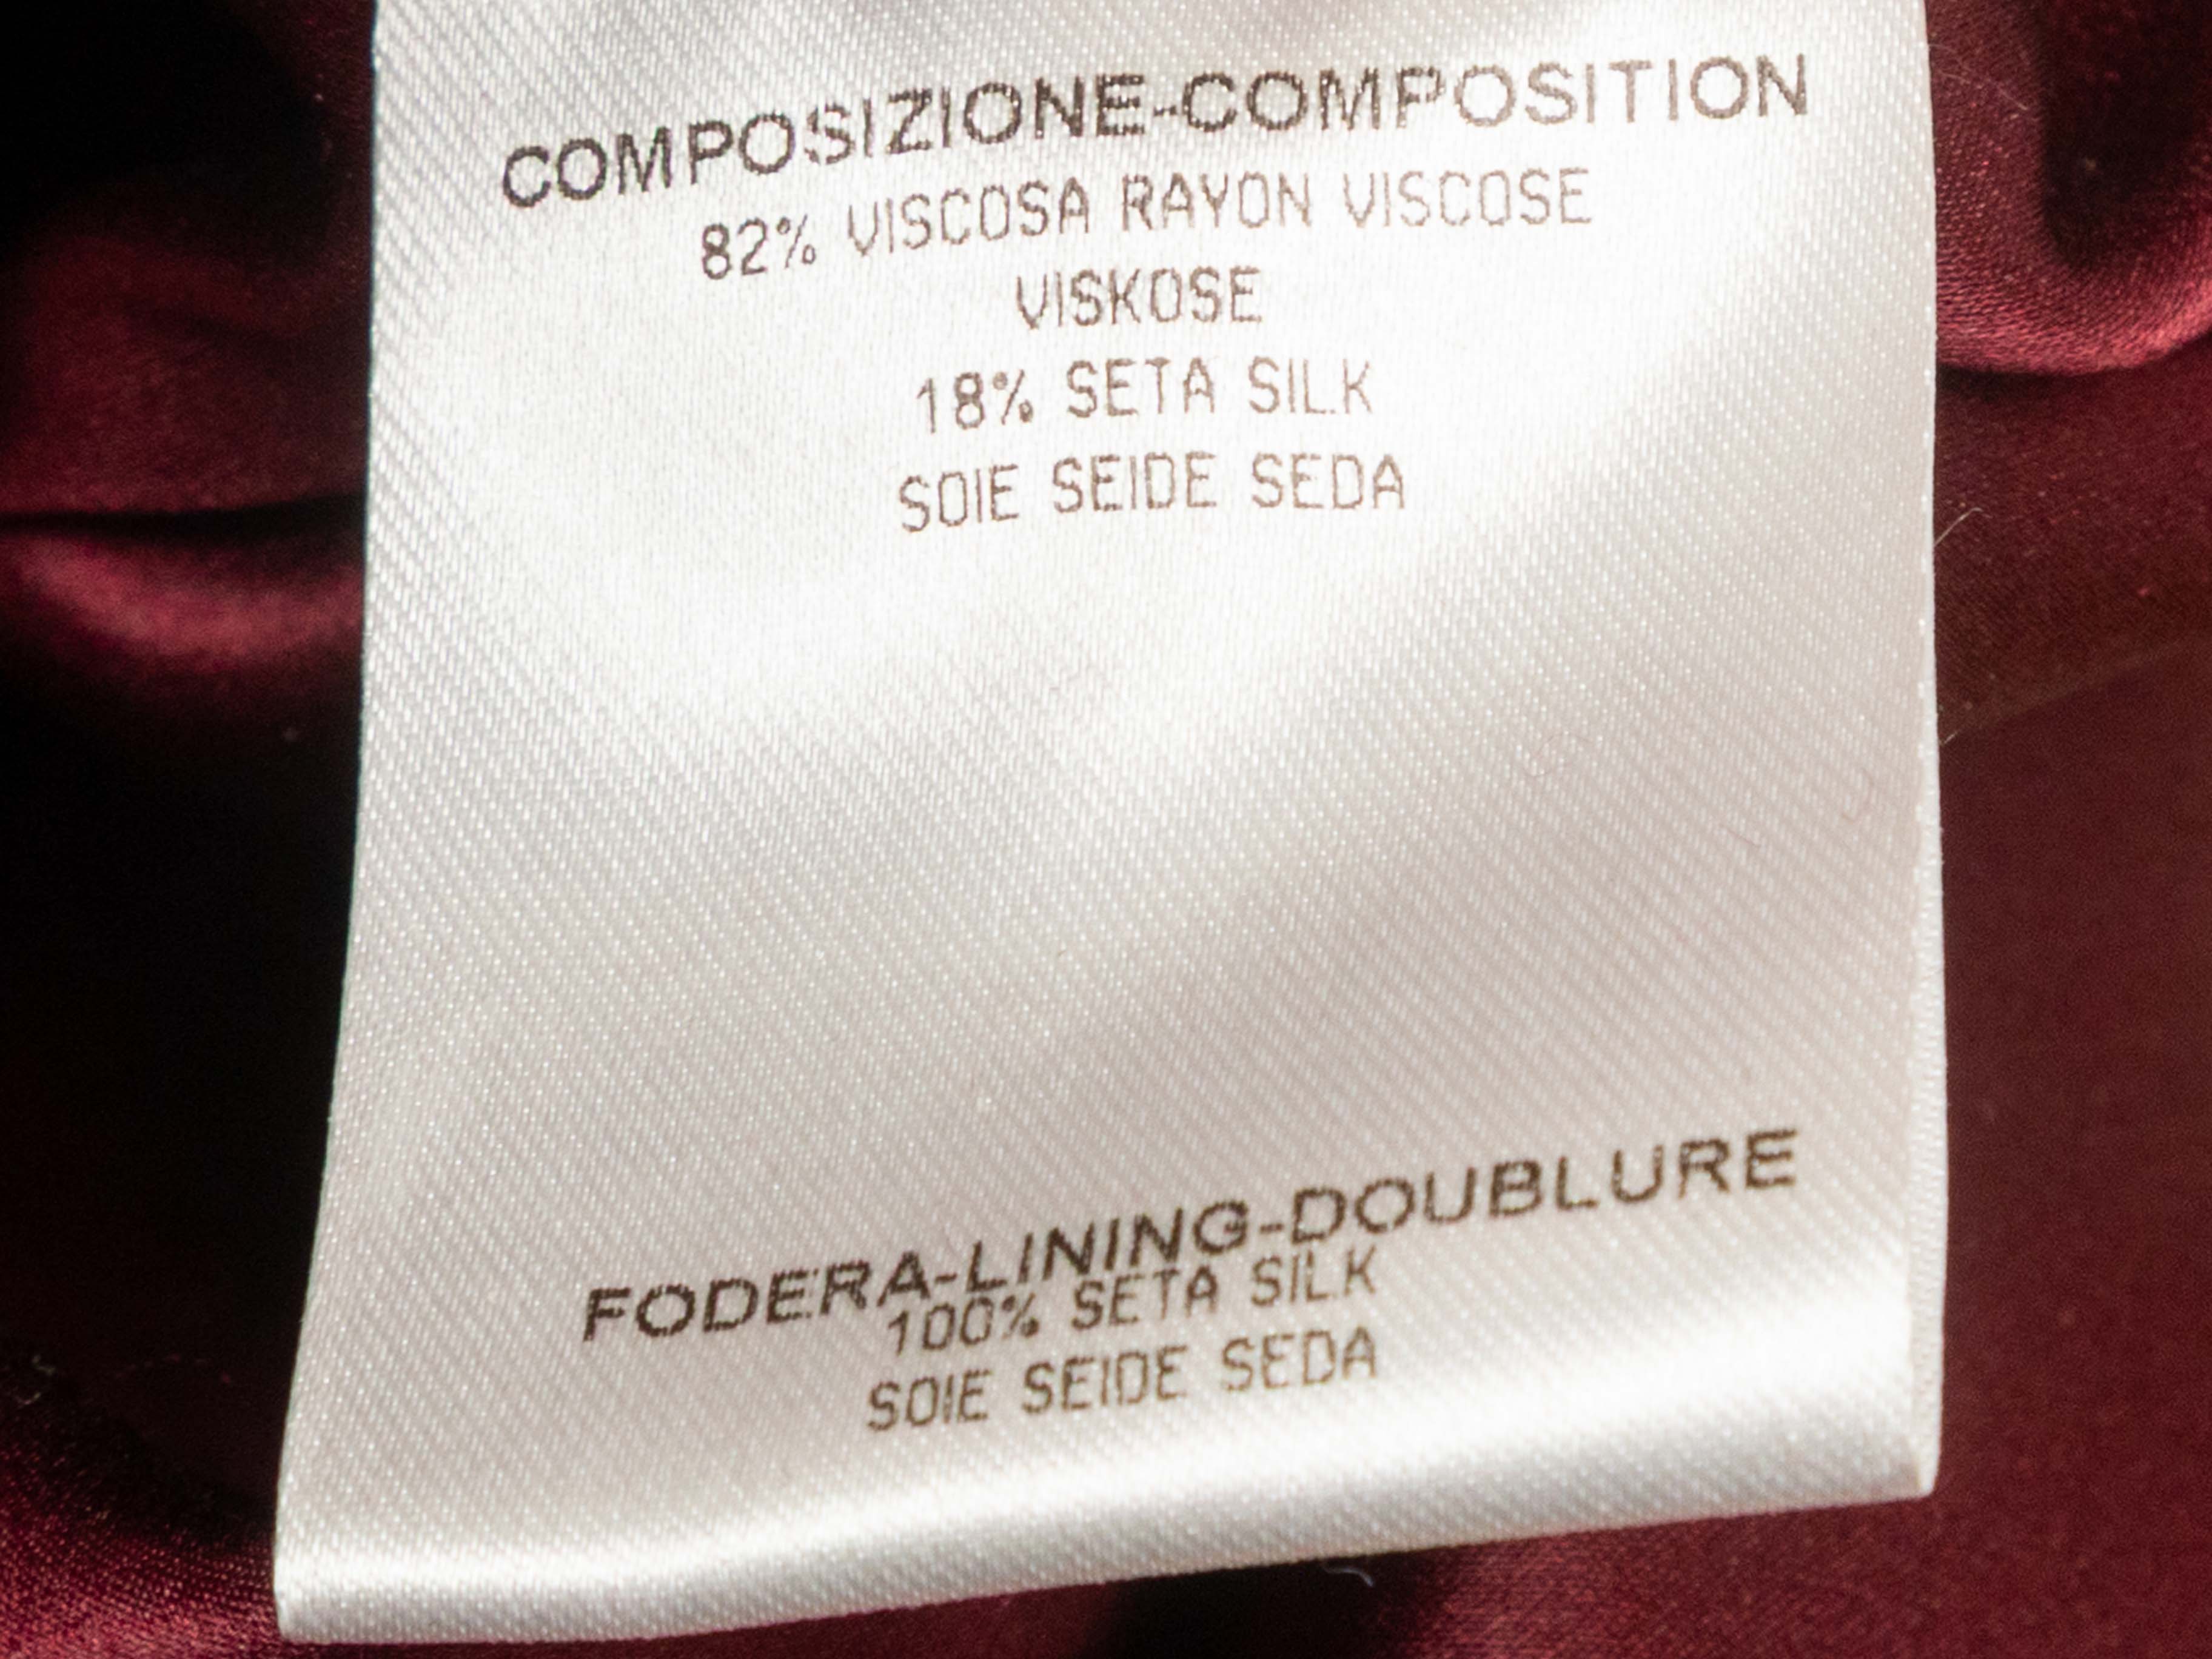 COMPOSIZIONE-COMPOSITION
82% VISCOSA RAYON VISCOSE
VISKOSE
18% SETA SILK
SOIE SEIDE SEDA
FODERA-LINING-DOUBLURE
100% SETA SILK
SOIE SEIDE SEDA